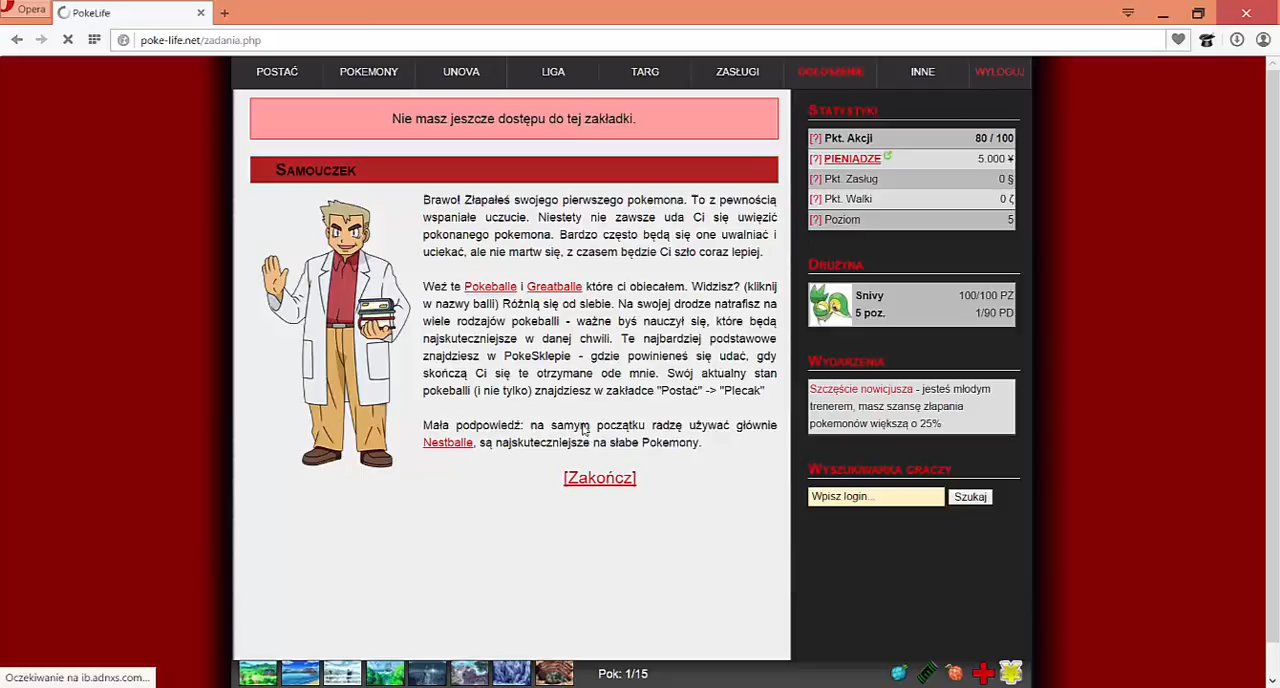 Opera
PokeLife
poke-life.net/zadania.php
POSTAĆ POKEMONY UNOVA LIGA TARG ZASŁUGI OGŁOSZENIE INNE WYLOGUJ
Nie masz jeszcze dostępu do tej zakładki.
Samouczek
Brawo! Złapałeś swojego pierwszego pokemona. To z pewnością
wspaniałe uczucie. Niestety nie zawsze uda Ci się uwięzić
pokonanego pokemona. Bardzo często będą się one uwalniać i
uciekać, ale nie martw się, z czasem będzie Ci szło coraz lepiej.
Weź te Pokeballe i Greatballe które ci obiecałem. Widzisz? (kliknij
w nazwy balli) Różnią się od siebie. Na swojej drodze natrafisz na
wiele rodzajów pokeballi - ważne byś nauczył się, które będą
najskuteczniejsze w danej chwili. Te najbardziej podstawowe
znajdziesz w PokeSklepie - gdzie powinieneś się udać, gdy
skończą Ci się te otrzymane ode mnie. Swój aktualny stan
pokeballi (i nie tylko) znajdziesz w zakładce "Postać" -> "Plecak"
Mała podpowiedź: na samym początku radzę używać głównie
Nestballe, są najskuteczniejsze na słabe Pokemony.
[Zakończ]
Statystyki
[?] Pkt. Akcji 80 / 100
[?] PIENIADZE 5.000 ¥
[?] Pkt. Zasług 0 §
[?] Pkt. Walki 0 ζ
[?] Poziom 5
Drużyna
Snivy 100/100 PZ
5 poz. 1/90 PD
Wydarzenia
Szczęście nowicjusza - jesteś młodym
trenerem, masz szansę złapania
pokemonów większą o 25%
Wyszukiwarka graczy
Wpisz login... Szukaj
Pok: 1/15
Oczekiwanie na ib.adnxs.com...